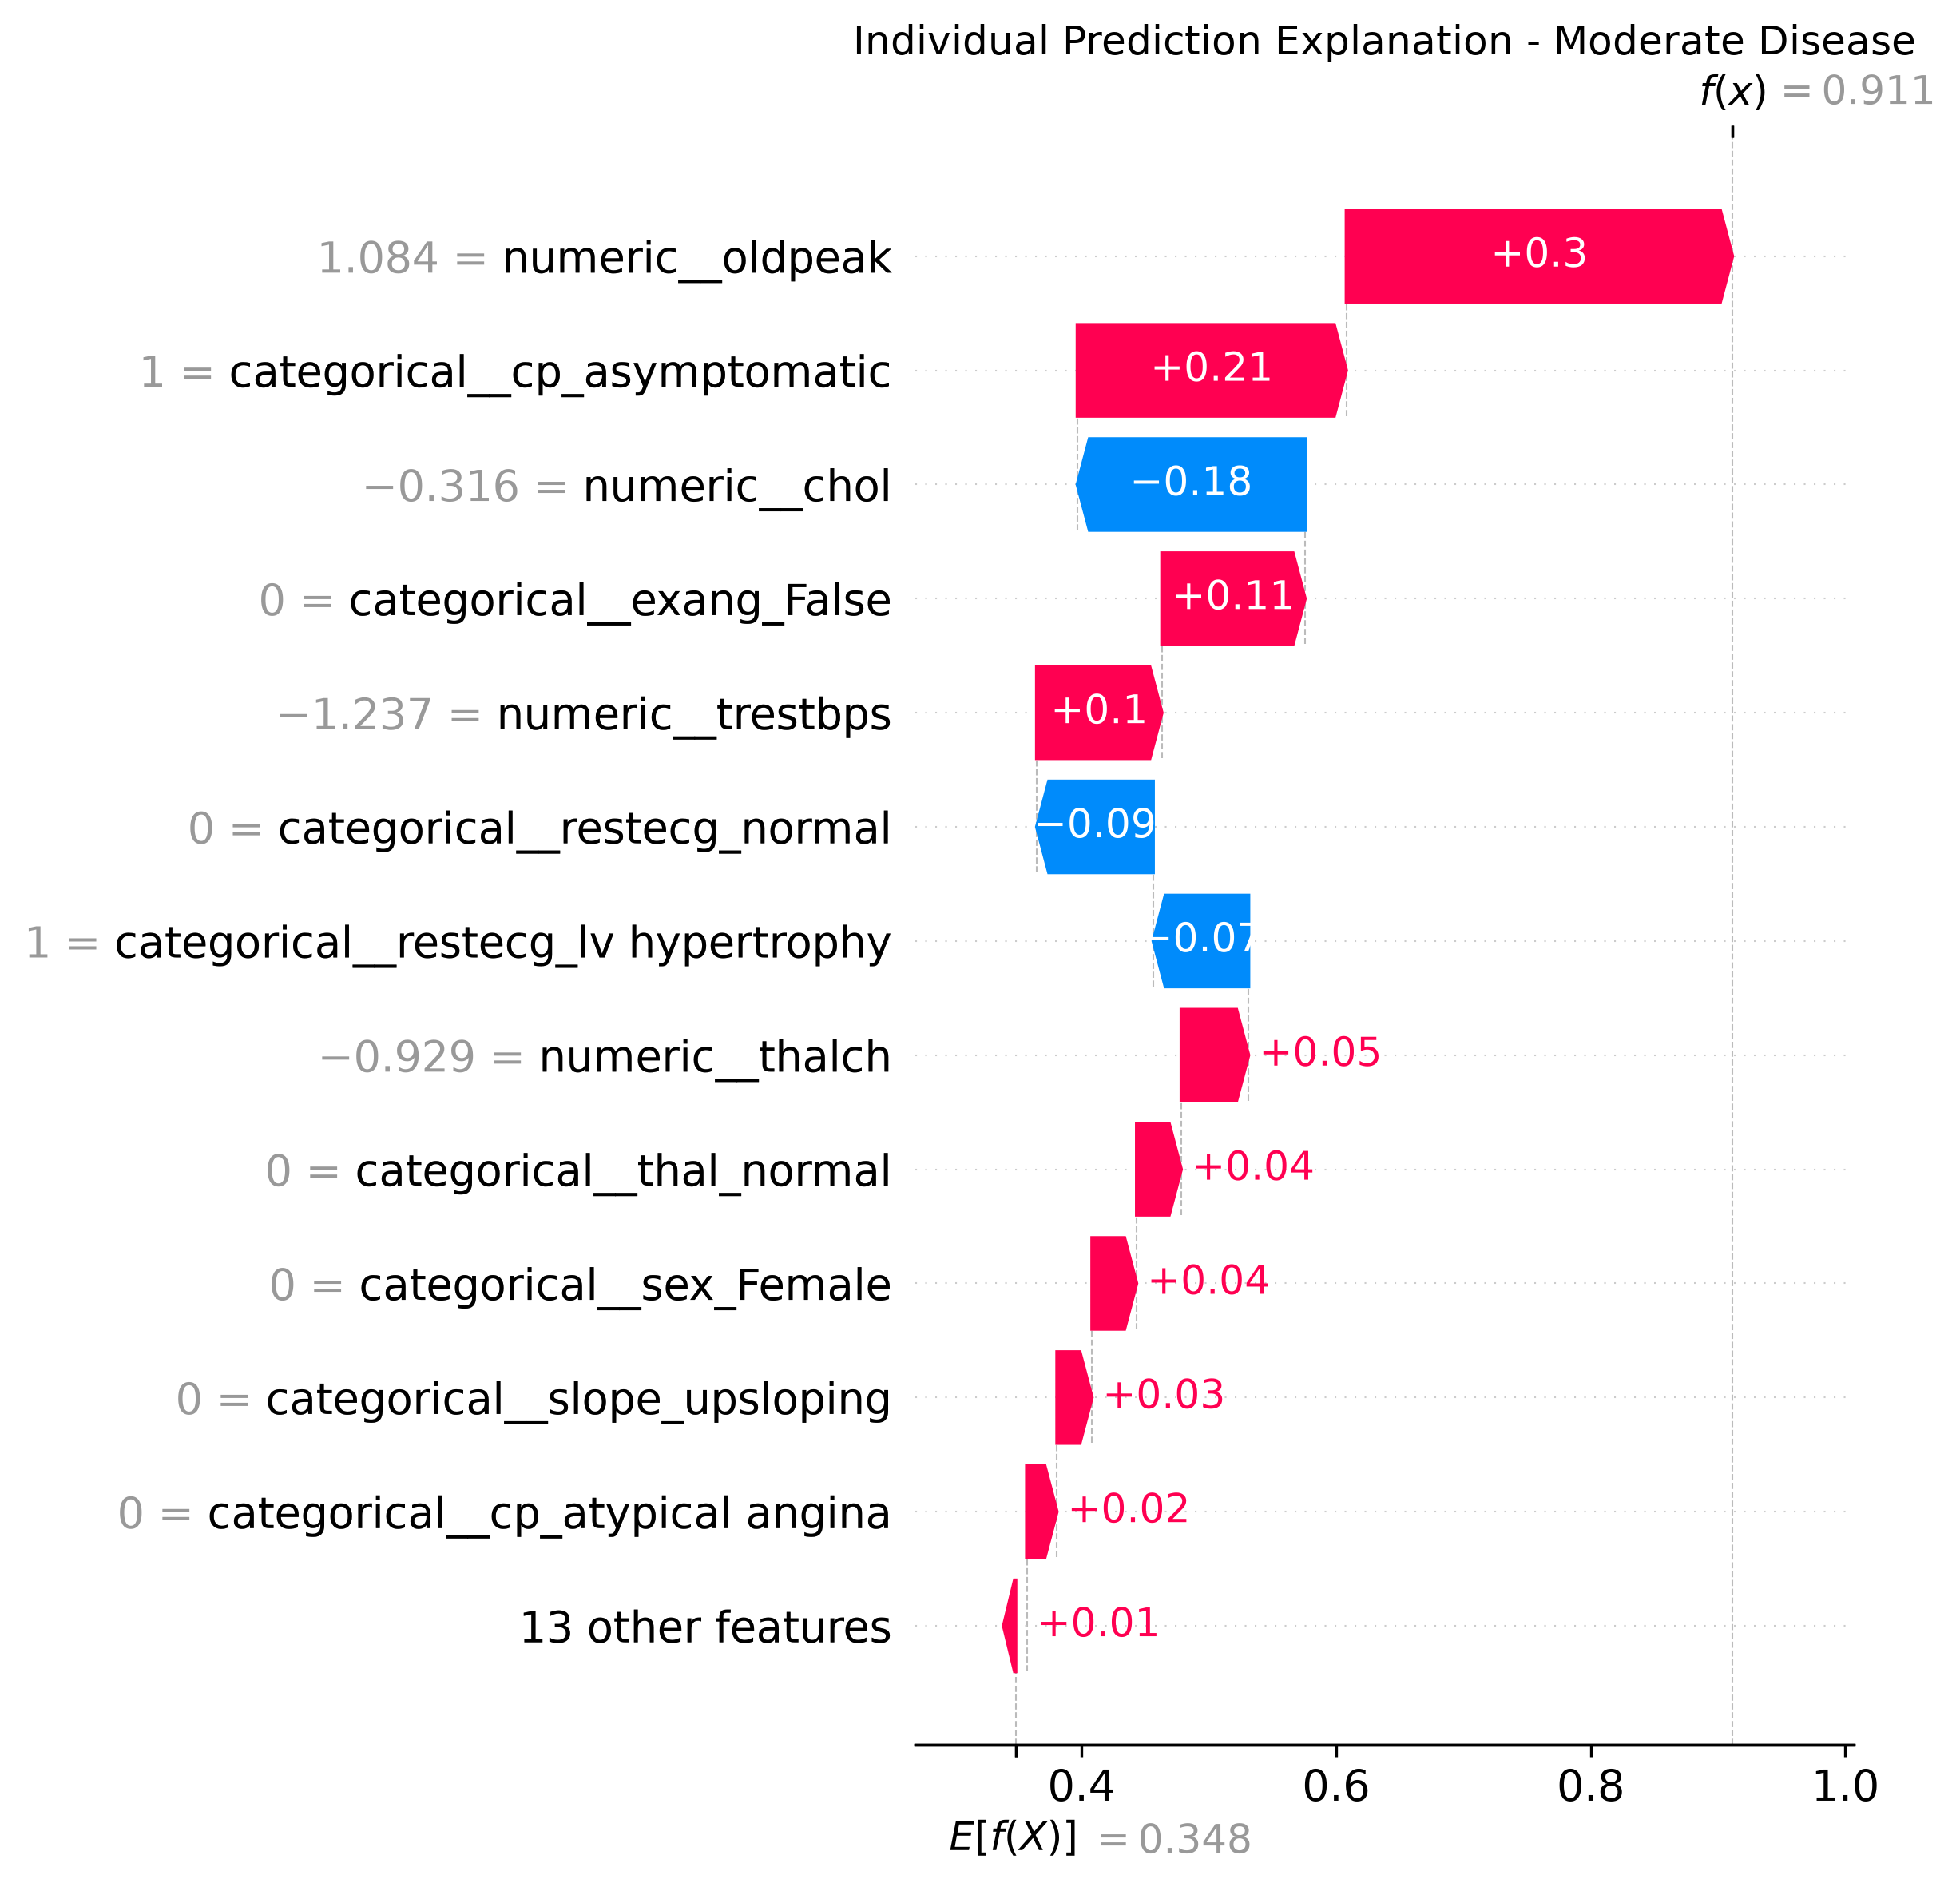 Individual Prediction Explanation - Moderate Disease
f(x) = 0.911
1.084 = numeric__oldpeak +0.3
1 = categorical__cp_asymptomatic +0.21
−0.316 = numeric__chol −0.18
0 = categorical__exang_False +0.11
−1.237 = numeric__trestbps +0.1
0 = categorical__restecg_normal −0.09
1 = categorical__restecg_lv hypertrophy −0.07
−0.929 = numeric__thalch +0.05
0 = categorical__thal_normal +0.04
0 = categorical__sex_Female +0.04
0 = categorical__slope_upsloping +0.03
0 = categorical__cp_atypical angina +0.02
13 other features +0.01
0.4 0.6 0.8 1.0
E[f(X)] = 0.348